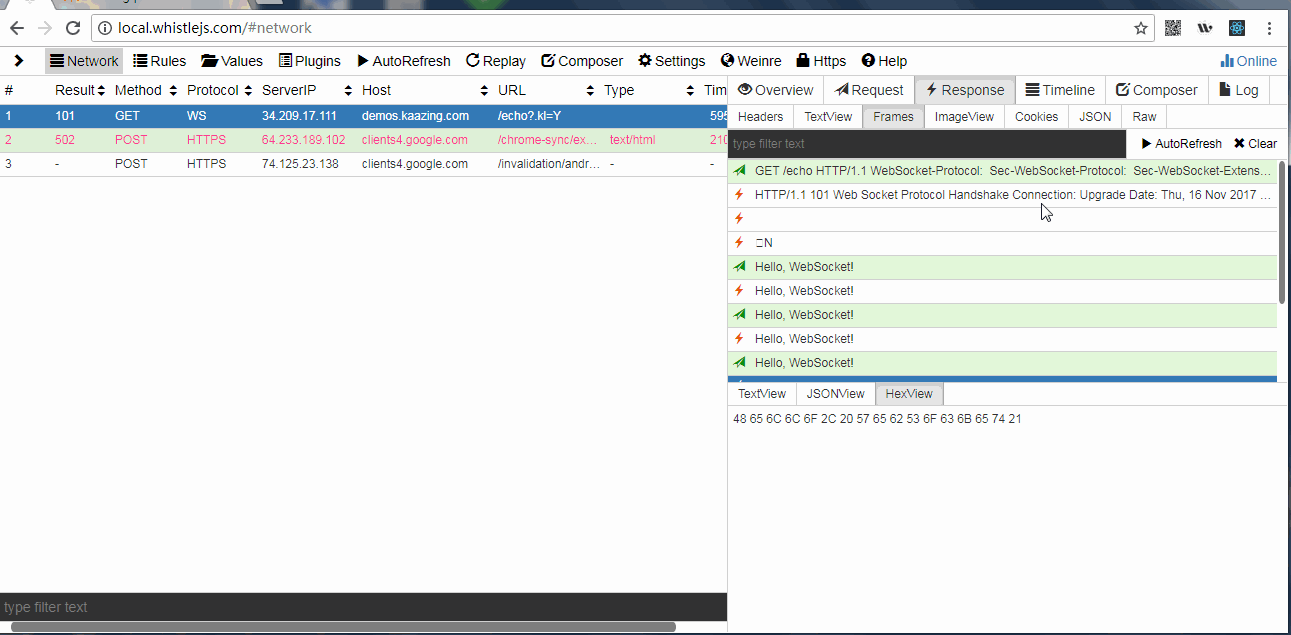 local.whistlejs.com/#network
Network Rules Values Plugins AutoRefresh Replay Composer Settings Weinre Https Help Online
# Result Method Protocol ServerIP Host URL Type Tim
1 101 GET WS 34.209.17.111 demos.kaazing.com /echo?.kl=Y 595
2 502 POST HTTPS 64.233.189.102 clients4.google.com /chrome-sync/ex... text/html 210
3 - POST HTTPS 74.125.23.138 clients4.google.com /invalidation/andr... - -
type filter text
Overview Request Response Timeline Composer Log
Headers TextView Frames ImageView Cookies JSON Raw
type filter text AutoRefresh Clear
GET /echo HTTP/1.1 WebSocket-Protocol: Sec-WebSocket-Protocol: Sec-WebSocket-Extens...
HTTP/1.1 101 Web Socket Protocol Handshake Connection: Upgrade Date: Thu, 16 Nov 2017 ...
□N
Hello, WebSocket!
Hello, WebSocket!
Hello, WebSocket!
Hello, WebSocket!
Hello, WebSocket!
TextView JSONView HexView
48 65 6C 6C 6F 2C 20 57 65 62 53 6F 63 6B 65 74 21